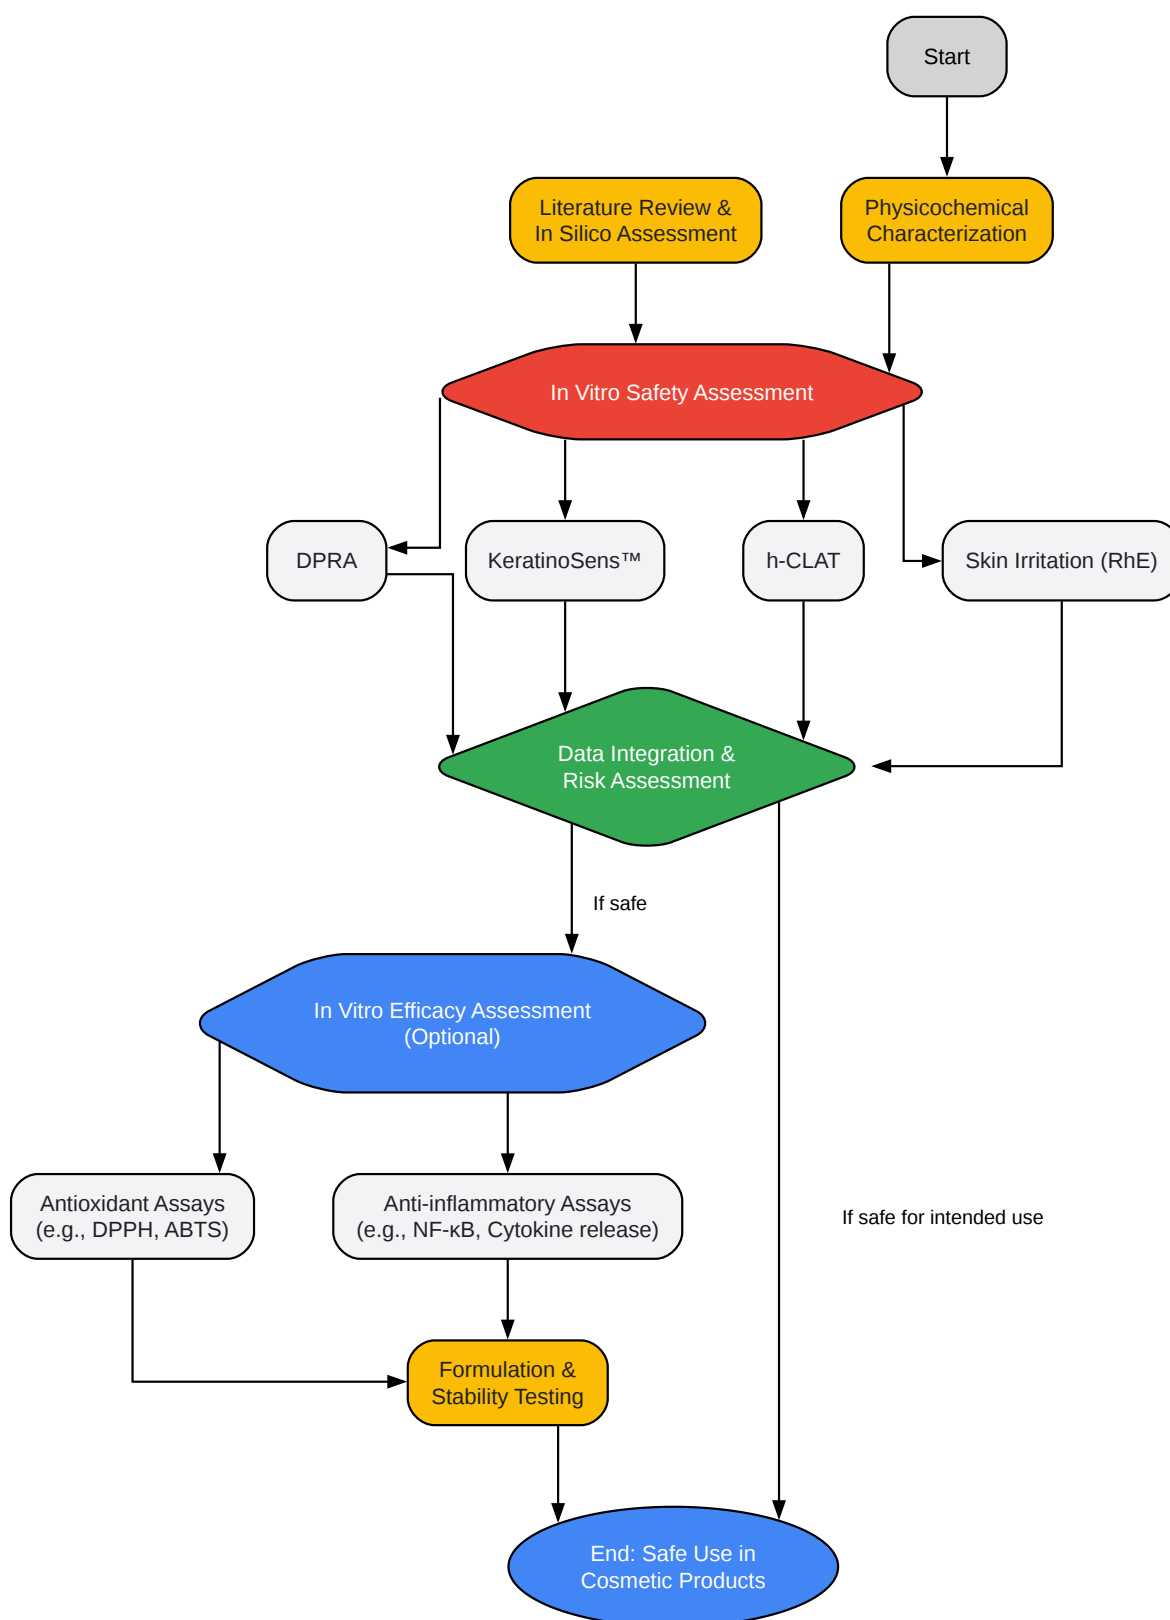 Start
Literature Review &
In Silico Assessment
Physicochemical
Characterization
In Vitro Safety Assessment
DPRA
KeratinoSens™
h-CLAT
Skin Irritation (RhE)
Data Integration &
Risk Assessment
If safe
In Vitro Efficacy Assessment
(Optional)
Antioxidant Assays
(e.g., DPPH, ABTS)
Anti-inflammatory Assays
(e.g., NF-κB, Cytokine release)
If safe for intended use
Formulation &
Stability Testing
End: Safe Use in
Cosmetic Products